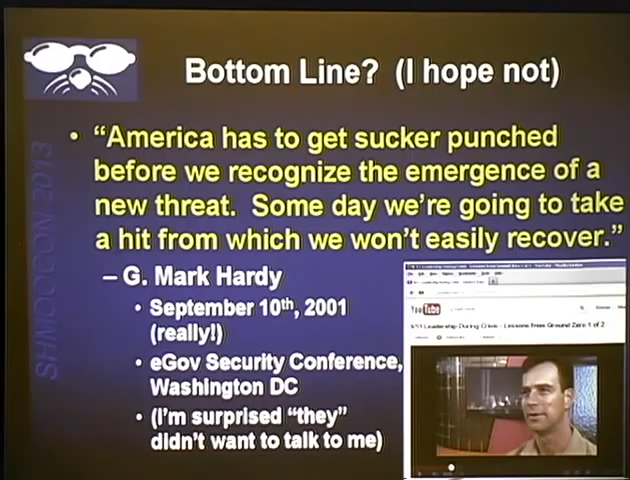 Bottom Line? (I hope not)
• “America has to get sucker punched
before we recognize the emergence of a
new threat. Some day we’re going to take
a hit from which we won’t easily recover.”
– G. Mark Hardy
• September 10th, 2001
(really!)
• eGov Security Conference,
Washington DC
• (I’m surprised “they”
didn’t want to talk to me)
SHMOOCON 2013
YouTube
9/11 Leadership During Crisis - Lessons from Ground Zero 1 of 2